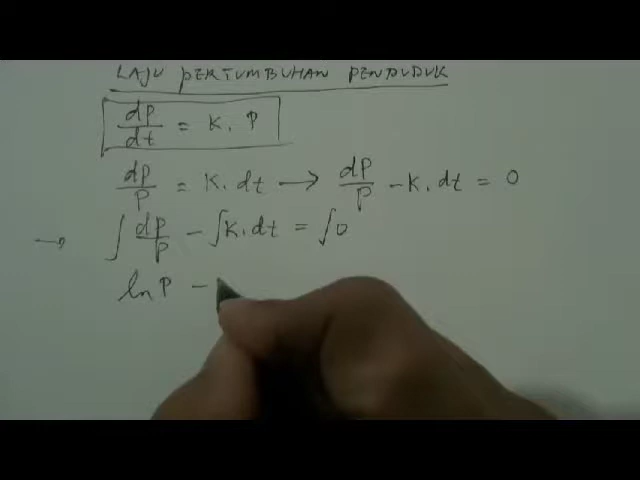 LAJU PERTUMBUHAN PENDUDUK
dP/dt = K. P
dP/P = K. dt → dP/P - K. dt = 0
→ ∫ dP/P - ∫ K. dt = ∫ 0
ln P -